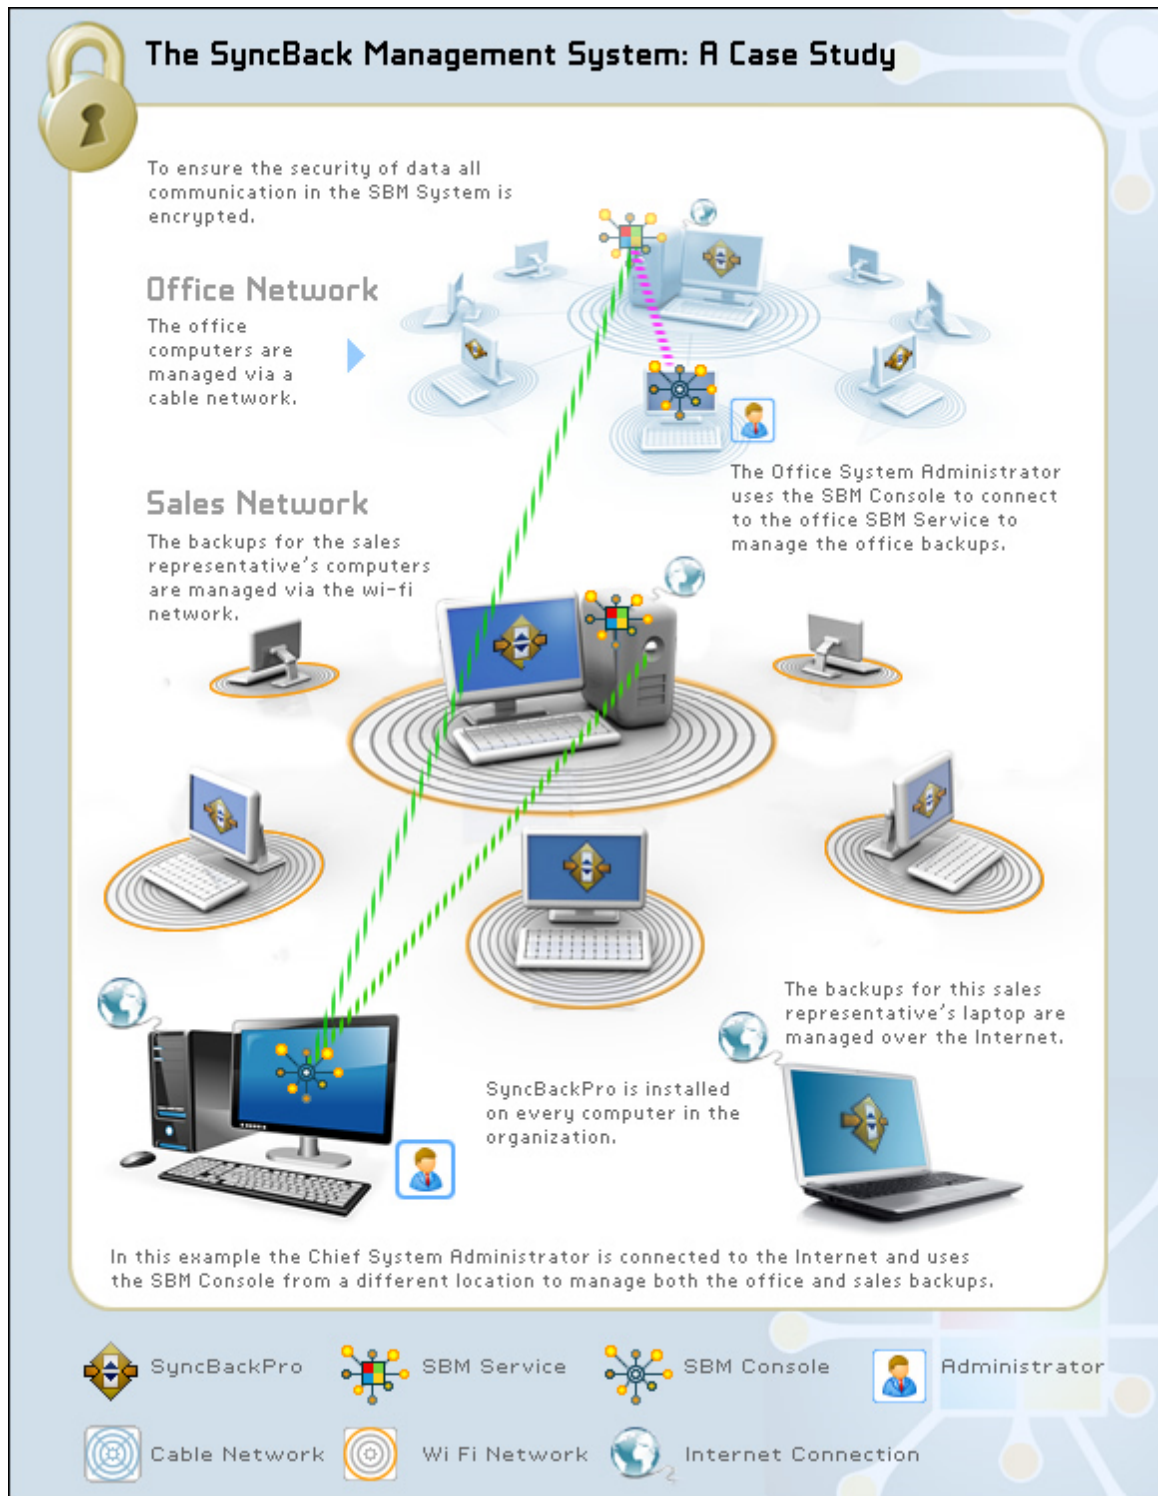 The SyncBack Management System: A Case Study
To ensure the security of data all
communication in the SBM System is
encrypted.
Office Network
The office
computers are
managed via a
cable network.
The Office System Administrator
uses the SBM Console to connect
to the office SBM Service to
manage the office backups.
Sales Network
The backups for the sales
representative's computers
are managed via the wi-fi
network.
The backups for this sales
representative's laptop are
managed over the Internet.
SyncBackPro is installed
on every computer in the
organization.
In this example the Chief System Administrator is connected to the Internet and uses
the SBM Console from a different location to manage both the office and sales backups.
SyncBackPro
SBM Service
SBM Console
Administrator
Cable Network
Wi Fi Network
Internet Connection